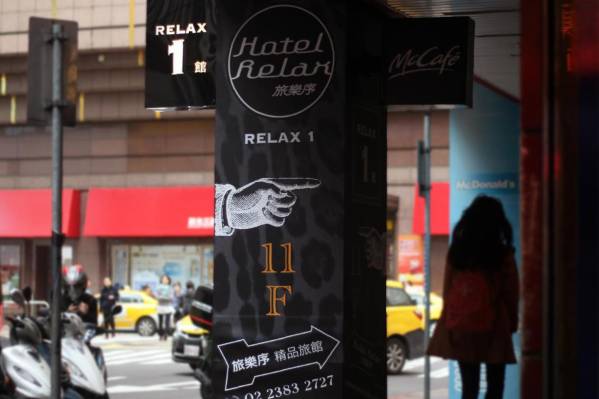 RELAX
1 館
Hotel
Relax
旅樂序
McCafé
RELAX 1
McDonald's
11
F
旅樂序 精品旅館
02 2383 2727